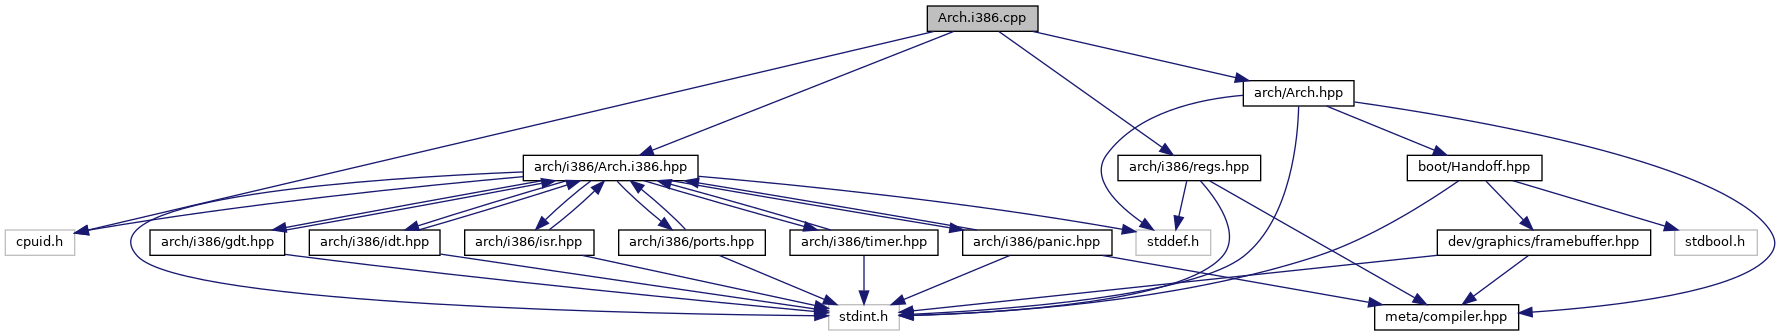 Arch.i386.cpp
arch/Arch.hpp
arch/i386/Arch.i386.hpp
arch/i386/regs.hpp
boot/Handoff.hpp
cpuid.h
arch/i386/gdt.hpp
arch/i386/idt.hpp
arch/i386/isr.hpp
arch/i386/ports.hpp
arch/i386/timer.hpp
arch/i386/panic.hpp
stddef.h
dev/graphics/framebuffer.hpp
stdbool.h
stdint.h
meta/compiler.hpp